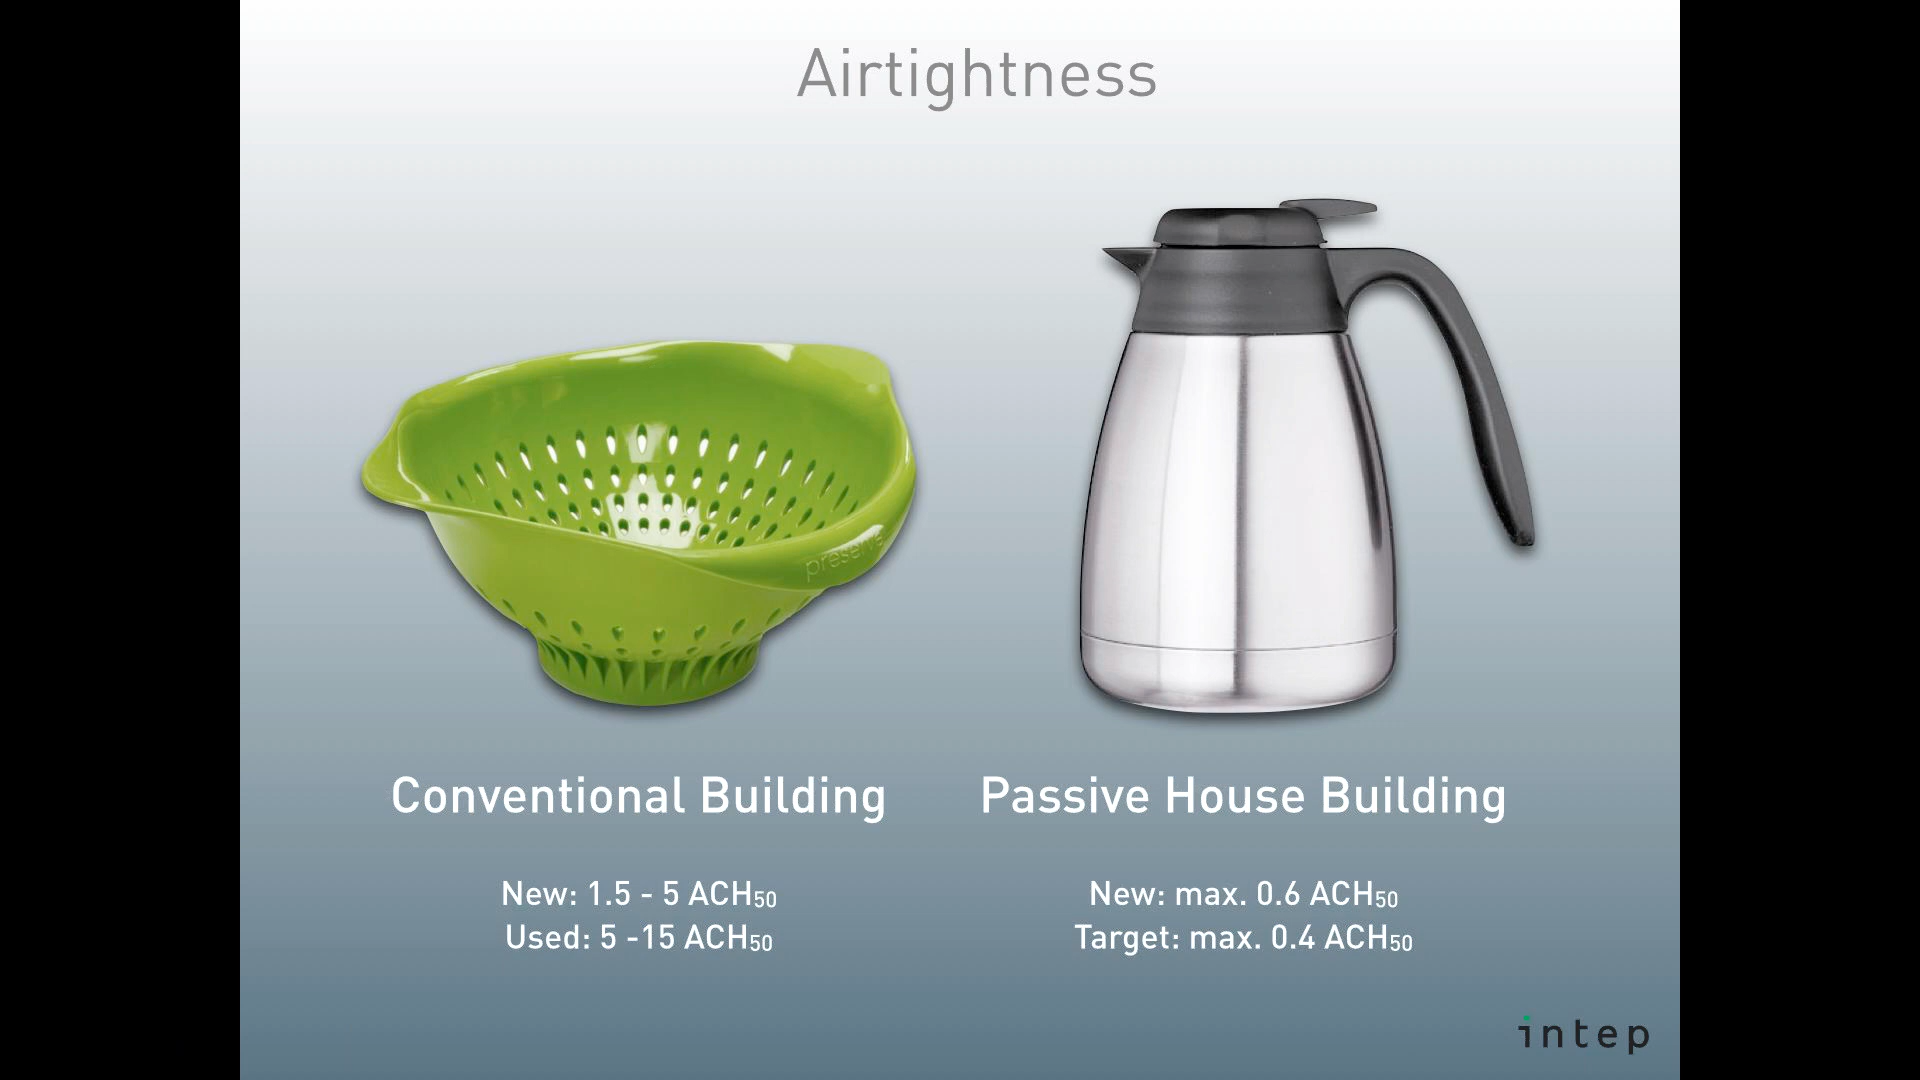 Airtightness
preserve
Conventional Building
Passive House Building
New: 1.5 - 5 ACH50
Used: 5 -15 ACH50
New: max. 0.6 ACH50
Target: max. 0.4 ACH50
intep